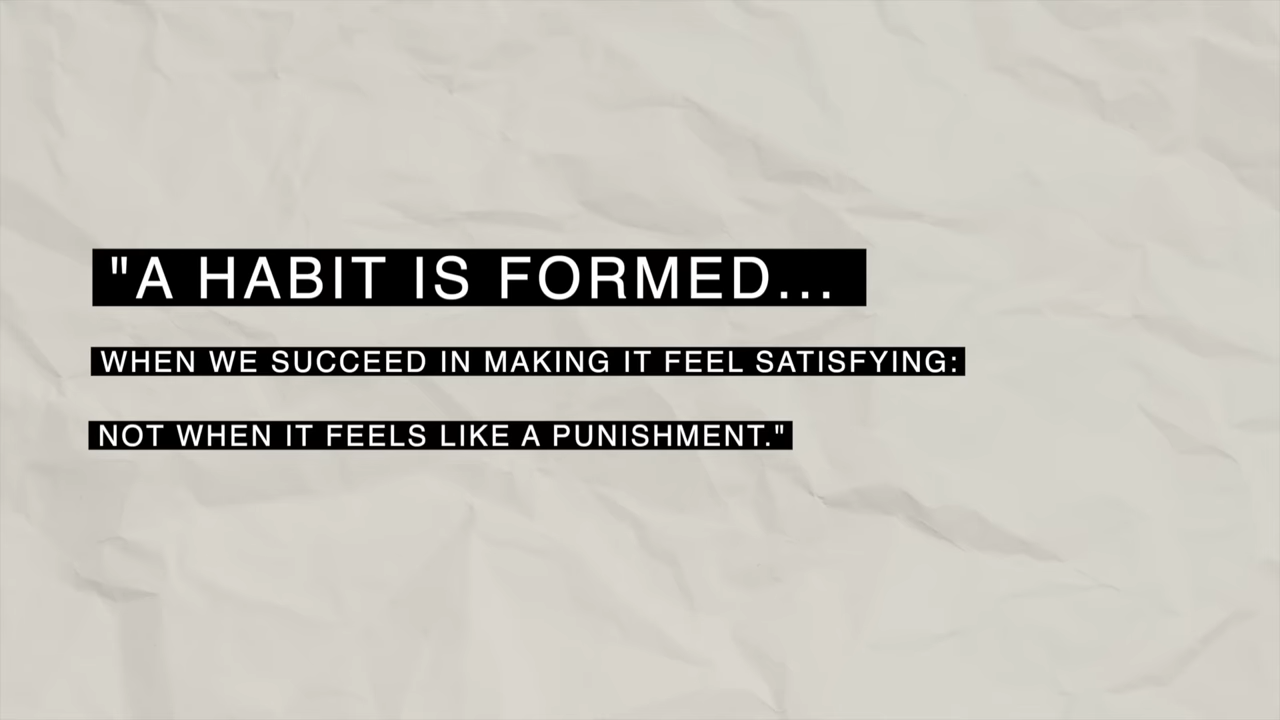 "A HABIT IS FORMED...
WHEN WE SUCCEED IN MAKING IT FEEL SATISFYING:
NOT WHEN IT FEELS LIKE A PUNISHMENT."